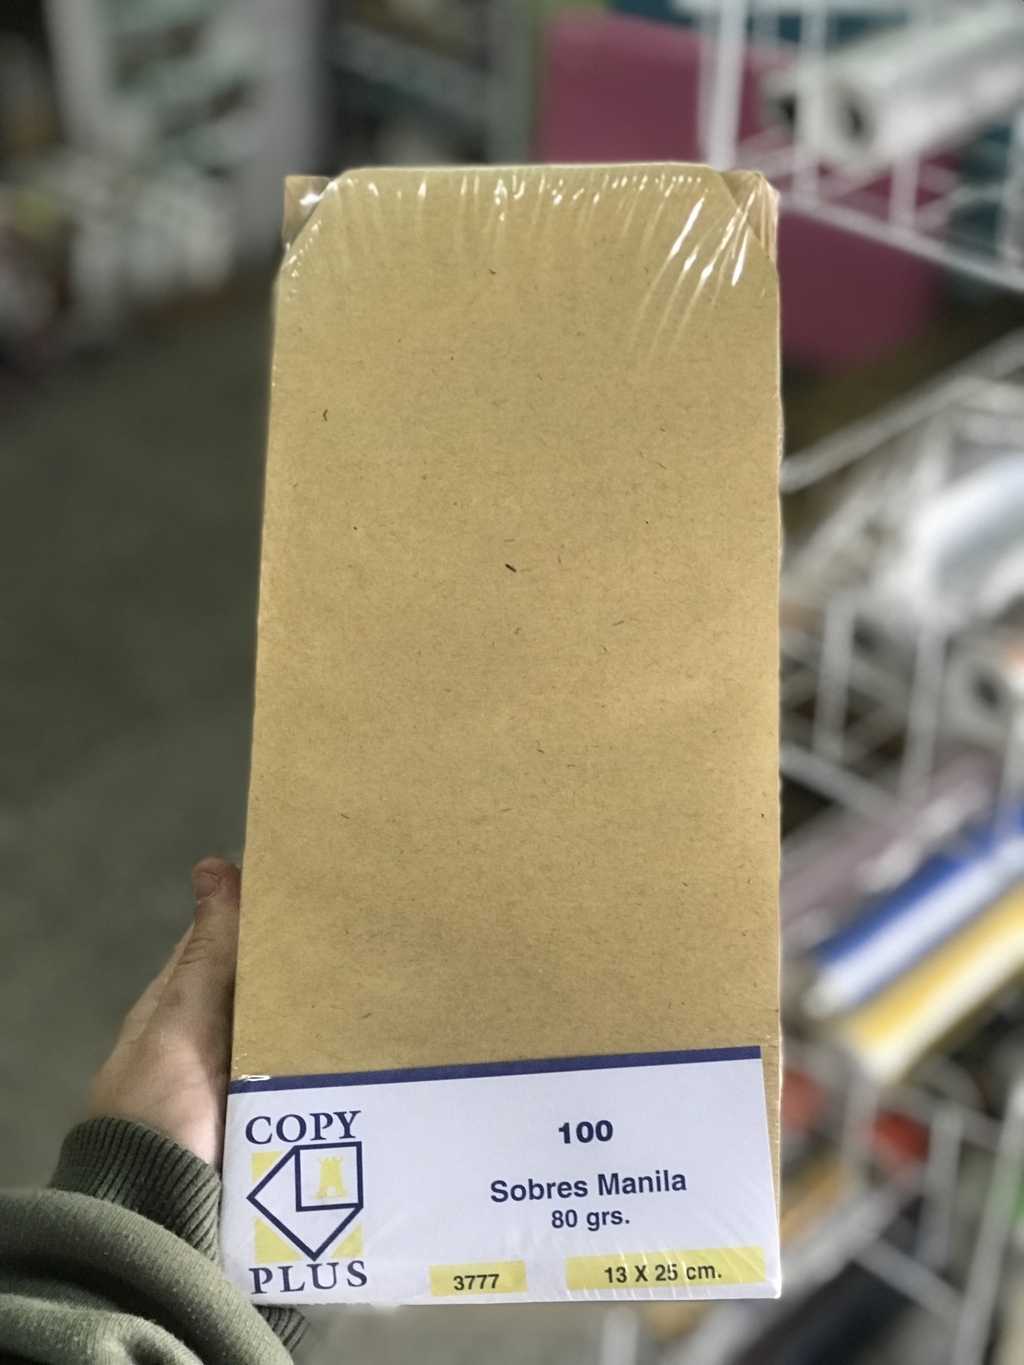 COPY
PLUS
100
Sobres Manila
80 grs.
3777
13 X 25 cm.